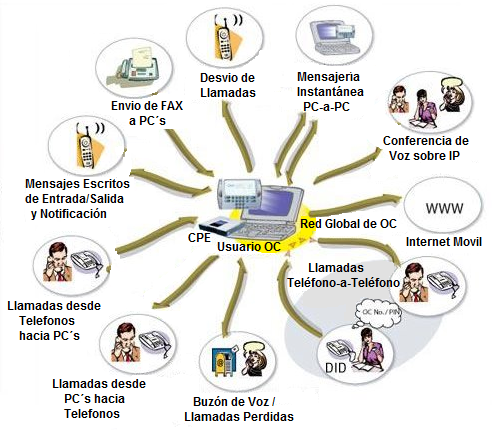 Desvio de
Llamadas
Mensajeria
Instantánea
PC-a-PC
Envio de FAX
a PC´s
Conferencia de
Voz sobre IP
Mensajes Escritos
de Entrada/Salida
y Notificación
WWW
Internet Movil
CPE
Usuario OC
Red Global de OC
Llamadas
Teléfono-a-Teléfono
Llamadas desde
Telefonos
hacia PC´s
OC No./ PIN
DID
Llamadas desde
PC´s hacia
Telefonos
Buzón de Voz /
Llamadas Perdidas